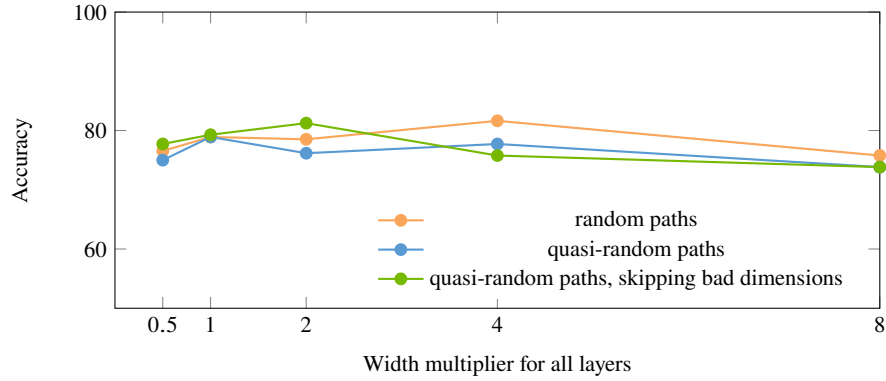 100
80
60
Accuracy
random paths
quasi-random paths
quasi-random paths, skipping bad dimensions
0.5 1 2 4 8
Width multiplier for all layers